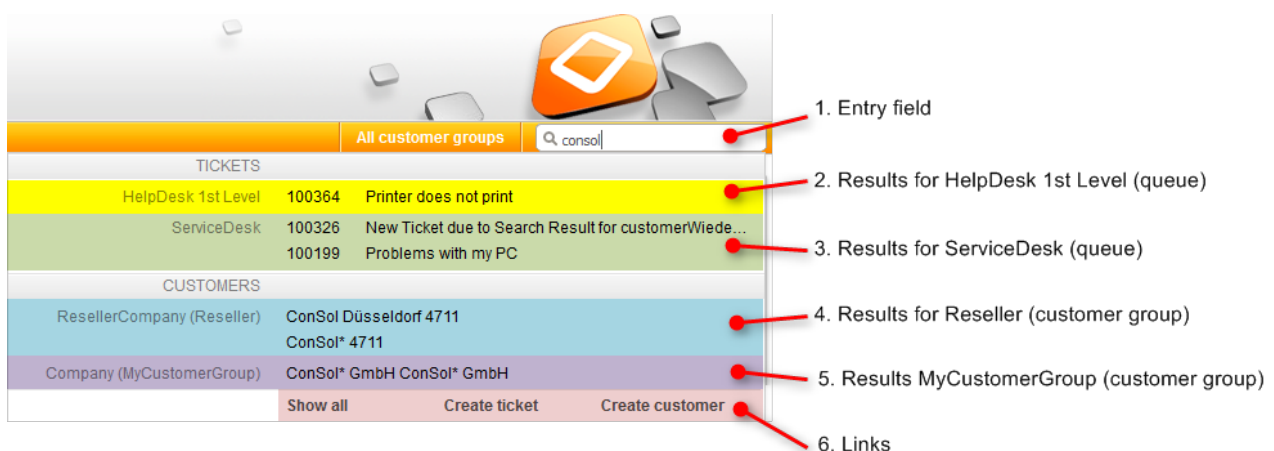 All customer groups consol
1. Entry field
TICKETS
HelpDesk 1st Level 100364 Printer does not print
2. Results for HelpDesk 1st Level (queue)
ServiceDesk 100326 New Ticket due to Search Result for customerWiede...
100199 Problems with my PC
3. Results for ServiceDesk (queue)
CUSTOMERS
ResellerCompany (Reseller) ConSol Düsseldorf 4711
ConSol* 4711
4. Results for Reseller (customer group)
Company (MyCustomerGroup) ConSol* GmbH ConSol* GmbH
5. Results MyCustomerGroup (customer group)
Show all Create ticket Create customer
6. Links